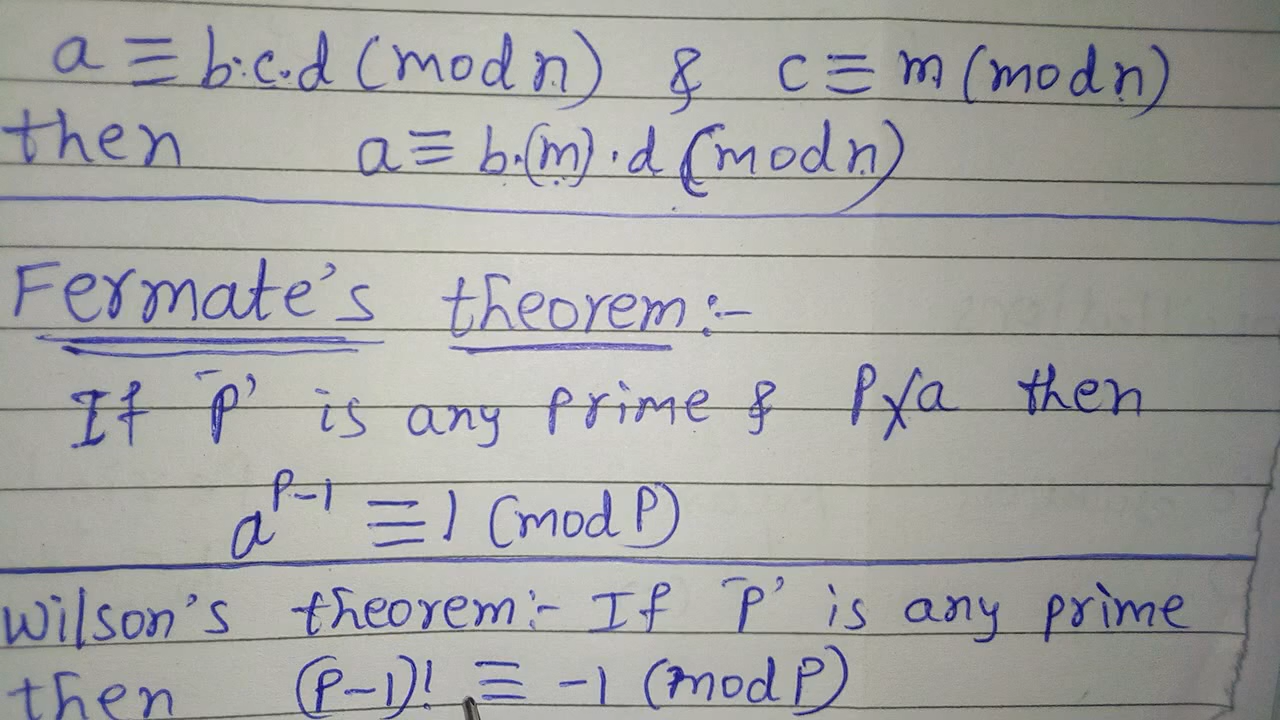 a ≡ b.c.d (mod n) & c ≡ m (mod n)
then a ≡ b.(m).d (mod n)
Fermate's theorem:-
If 'p' is any prime & p∤a then
a^(p-1) ≡ 1 (mod p)
Wilson's theorem:- If 'p' is any prime
then (p-1)! ≡ -1 (mod p)